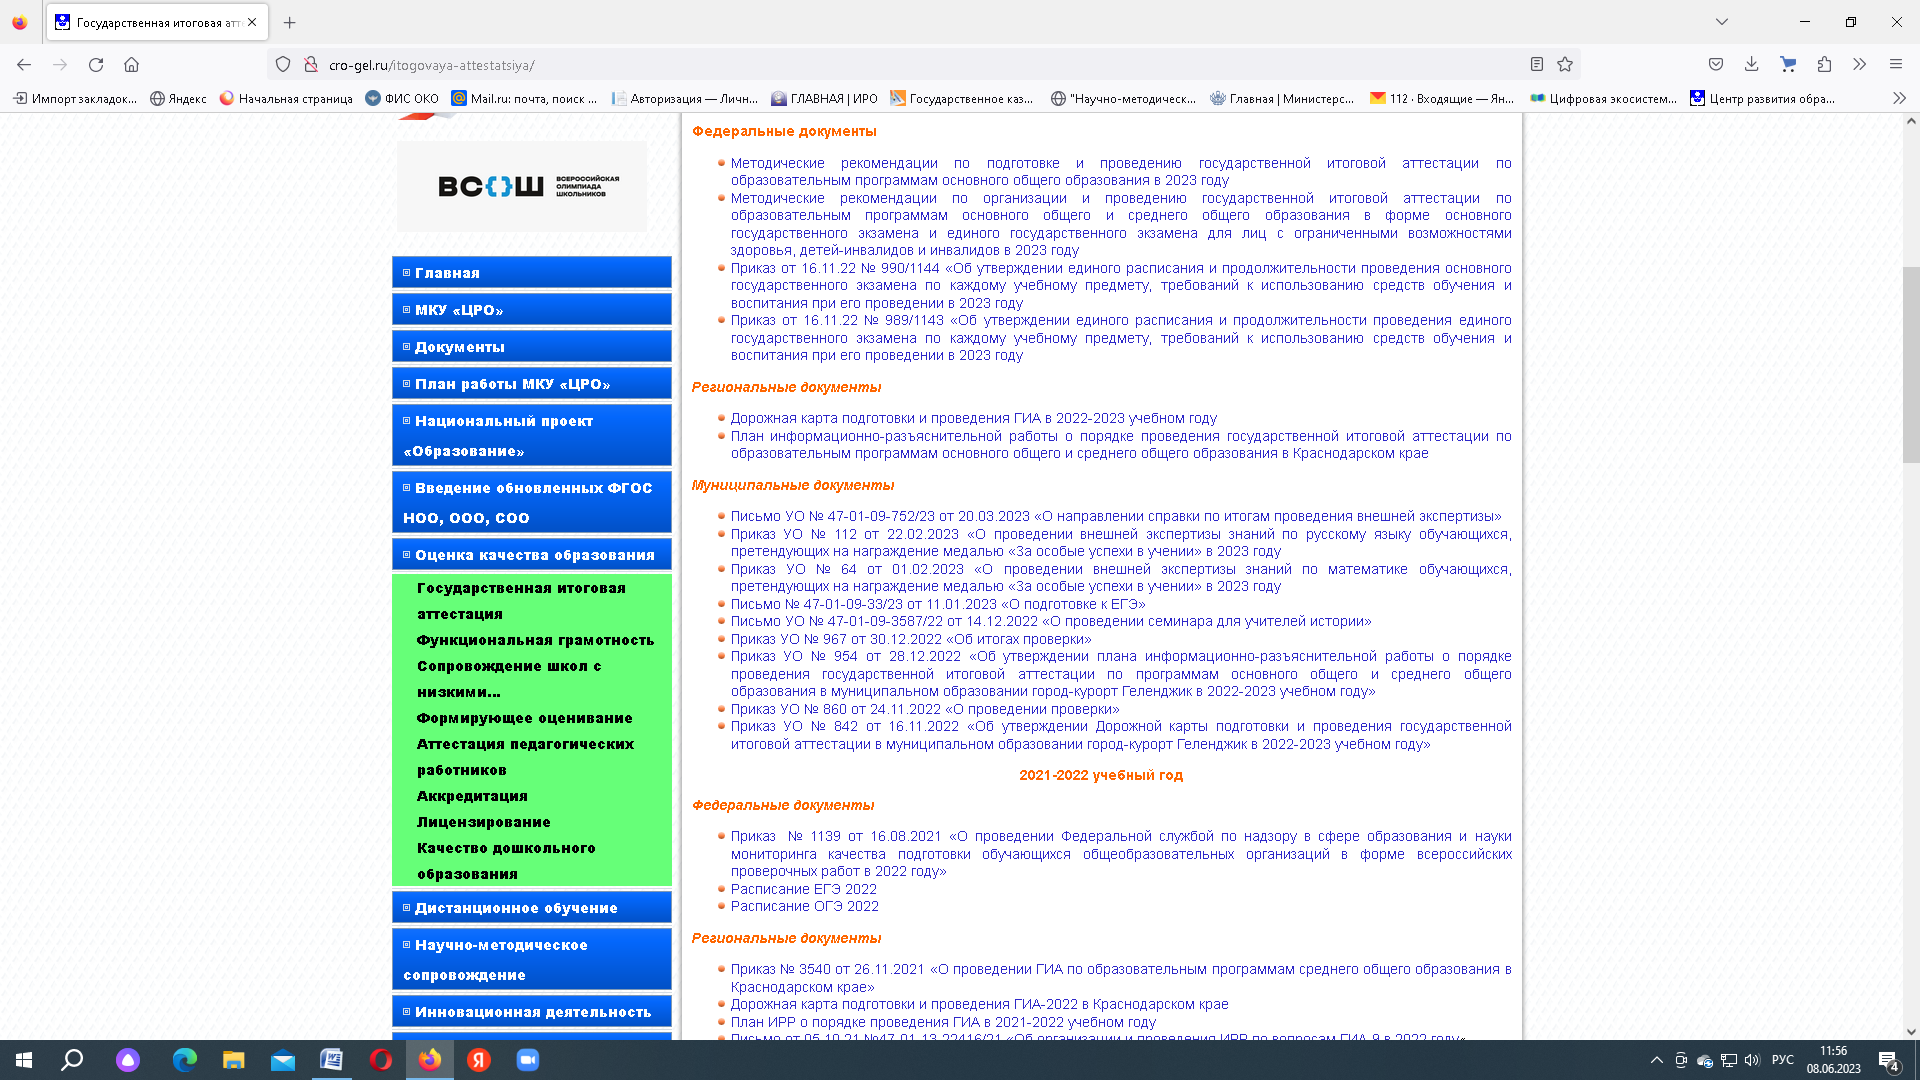 Государственная итоговая атт
cro-gel.ru/itogovaya-attestatsiya/
Импорт закладок...
Яндекс
Начальная страница
ФИС ОКО
Mail.ru: почта, поиск ...
Авторизация — Личн...
ГЛАВНАЯ | ИРО
Государственное каз...
"Научно-методическ...
Главная | Министерс...
112 · Входящие — Ян...
Цифровая экосистем...
Центр развития обра...
ВСОШ
ВСЕРОССИЙСКАЯ
ОЛИМПИАДА
ШКОЛЬНИКОВ
Главная
МКУ «ЦРО»
Документы
План работы МКУ «ЦРО»
Национальный проект
«Образование»
Введение обновленных ФГОС
НОО, ООО, СОО
Оценка качества образования
Государственная итоговая
аттестация
Функциональная грамотность
Сопровождение школ с
низкими...
Формирующее оценивание
Аттестация педагогических
работников
Аккредитация
Лицензирование
Качество дошкольного
образования
Дистанционное обучение
Научно-методическое
сопровождение
Инновационная деятельность
Федеральные документы
Методические рекомендации по подготовке и проведению государственной итоговой аттестации по
образовательным программам основного общего образования в 2023 году
Методические рекомендации по организации и проведению государственной итоговой аттестации по
образовательным программам основного общего и среднего общего образования в форме основного
государственного экзамена и единого государственного экзамена для лиц с ограниченными возможностями
здоровья, детей-инвалидов и инвалидов в 2023 году
Приказ от 16.11.22 № 990/1144 «Об утверждении единого расписания и продолжительности проведения основного
государственного экзамена по каждому учебному предмету, требований к использованию средств обучения и
воспитания при его проведении в 2023 году
Приказ от 16.11.22 № 989/1143 «Об утверждении единого расписания и продолжительности проведения единого
государственного экзамена по каждому учебному предмету, требований к использованию средств обучения и
воспитания при его проведении в 2023 году
Региональные документы
Дорожная карта подготовки и проведения ГИА в 2022-2023 учебном году
План информационно-разъяснительной работы о порядке проведения государственной итоговой аттестации по
образовательным программам основного общего и среднего общего образования в Краснодарском крае
Муниципальные документы
Письмо УО № 47-01-09-752/23 от 20.03.2023 «О направлении справки по итогам проведения внешней экспертизы»
Приказ УО № 112 от 22.02.2023 «О проведении внешней экспертизы знаний по русскому языку обучающихся,
претендующих на награждение медалью «За особые успехи в учении» в 2023 году
Приказ УО № 64 от 01.02.2023 «О проведении внешней экспертизы знаний по математике обучающихся,
претендующих на награждение медалью «За особые успехи в учении» в 2023 году
Письмо № 47-01-09-33/23 от 11.01.2023 «О подготовке к ЕГЭ»
Письмо УО № 47-01-09-3587/22 от 14.12.2022 «О проведении семинара для учителей истории»
Приказ УО № 967 от 30.12.2022 «Об итогах проверки»
Приказ УО № 954 от 28.12.2022 «Об утверждении плана информационно-разъяснительной работы о порядке
проведения государственной итоговой аттестации по программам основного общего и среднего общего
образования в муниципальном образовании город-курорт Геленджик в 2022-2023 учебном году»
Приказ УО № 860 от 24.11.2022 «О проведении проверки»
Приказ УО № 842 от 16.11.2022 «Об утверждении Дорожной карты подготовки и проведения государственной
итоговой аттестации в муниципальном образовании город-курорт Геленджик в 2022-2023 учебном году»
2021-2022 учебный год
Федеральные документы
Приказ № 1139 от 16.08.2021 «О проведении Федеральной службой по надзору в сфере образования и науки
мониторинга качества подготовки обучающихся общеобразовательных организаций в форме всероссийских
проверочных работ в 2022 году»
Расписание ЕГЭ 2022
Расписание ОГЭ 2022
Региональные документы
Приказ № 3540 от 26.11.2021 «О проведении ГИА по образовательным программам среднего общего образования в
Краснодарском крае»
Дорожная карта подготовки и проведения ГИА-2022 в Краснодарском крае
План ИРР о порядке проведения ГИА в 2021-2022 учебном году
Письмо от 05.10.21 №47-01-13-22416/21 «Об организации и проведения ИРР по вопросам ГИА-9 в 2022 году»
РУС
11:56
08.06.2023
4